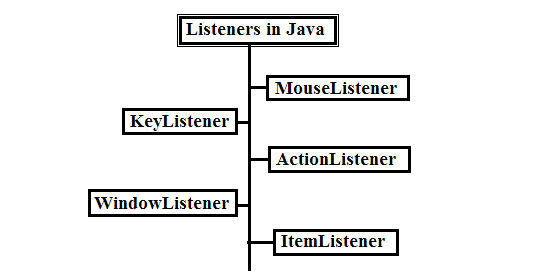 Listeners in Java
MouseListener
KeyListener
ActionListener
WindowListener
ItemListener